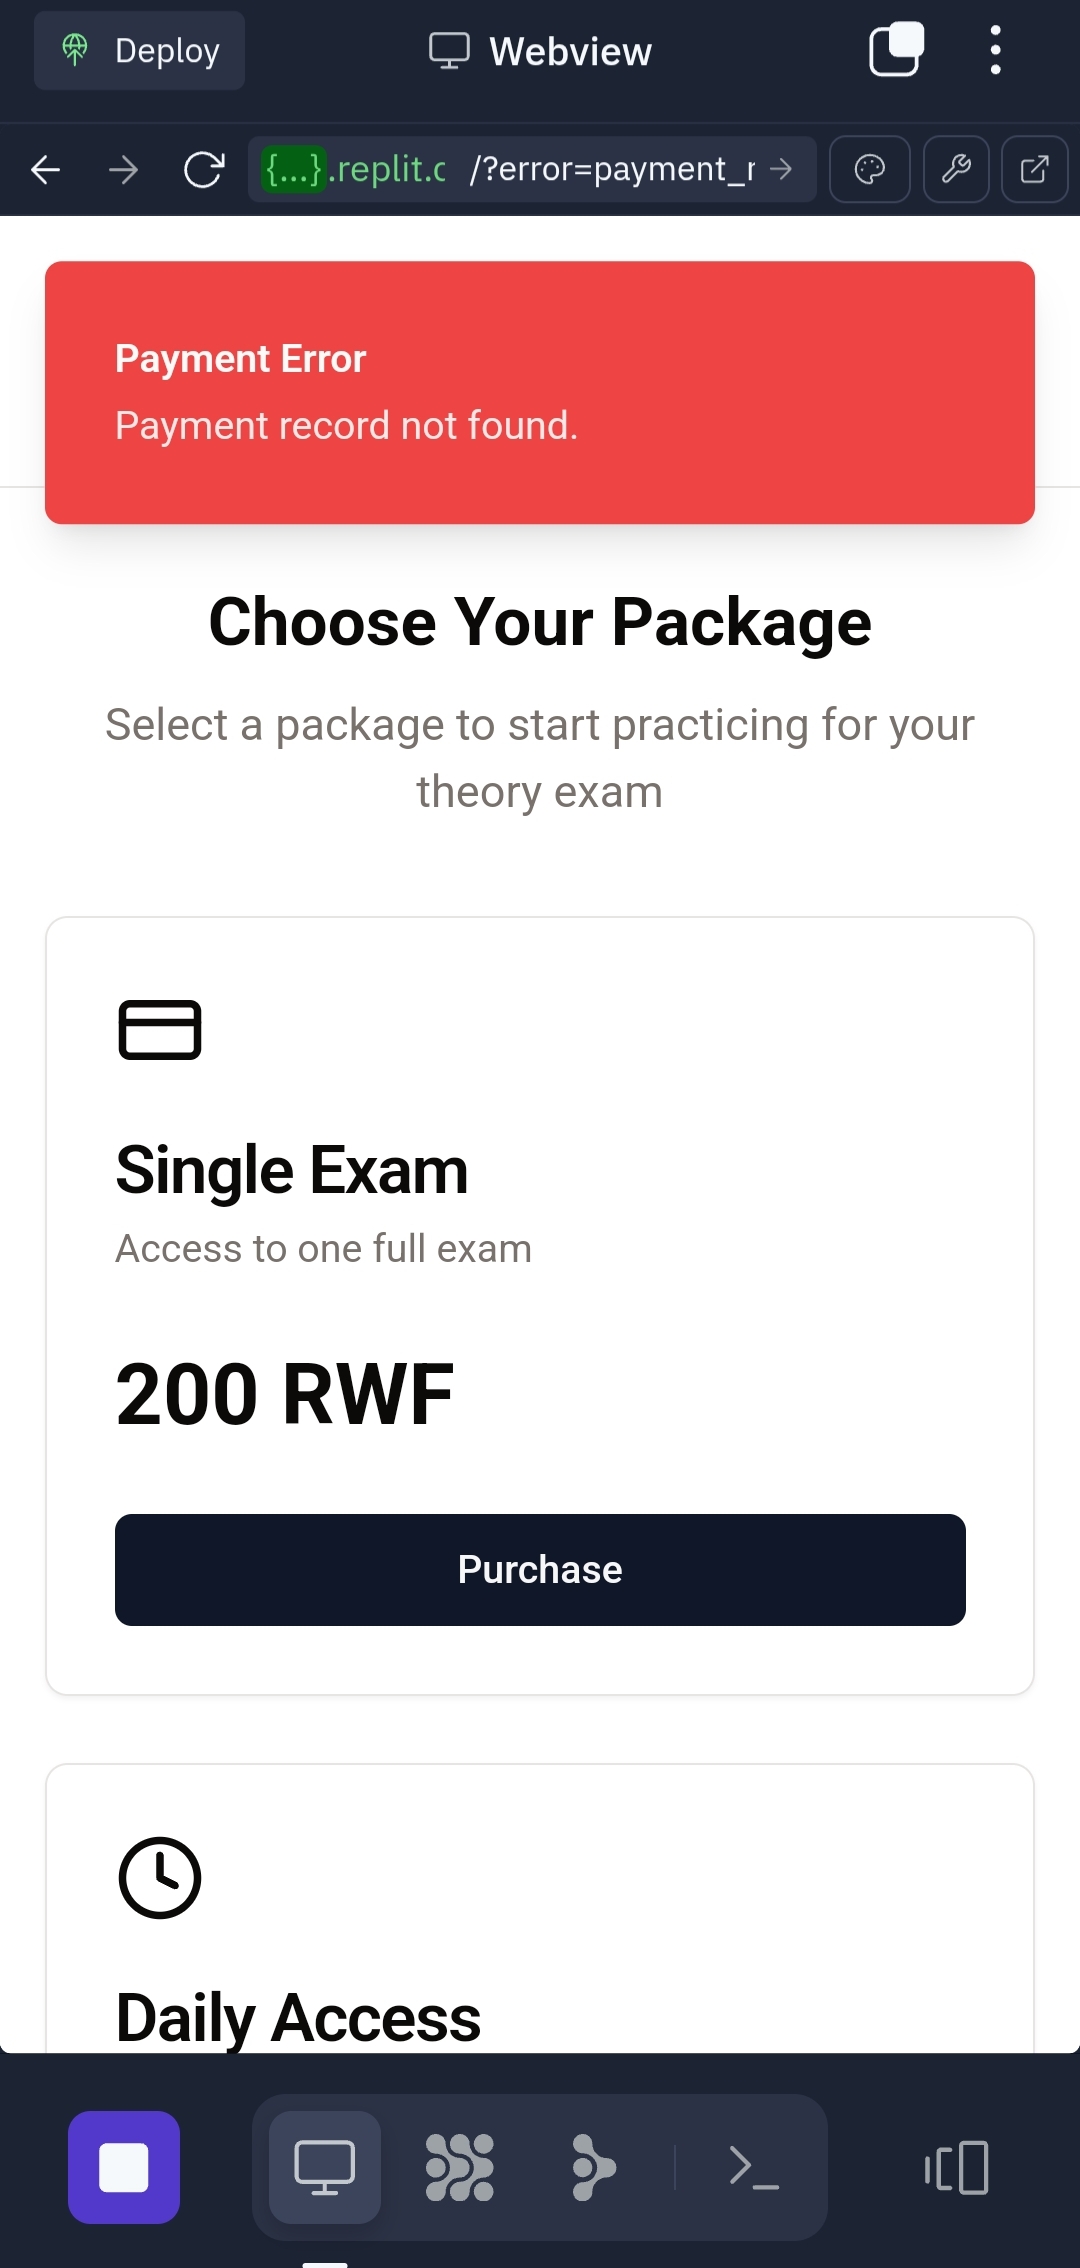 Deploy
Webview
{...}.replit.c /?error=payment_r
Payment Error
Payment record not found.
Choose Your Package
Select a package to start practicing for your
theory exam
Single Exam
Access to one full exam
200 RWF
Purchase
Daily Access